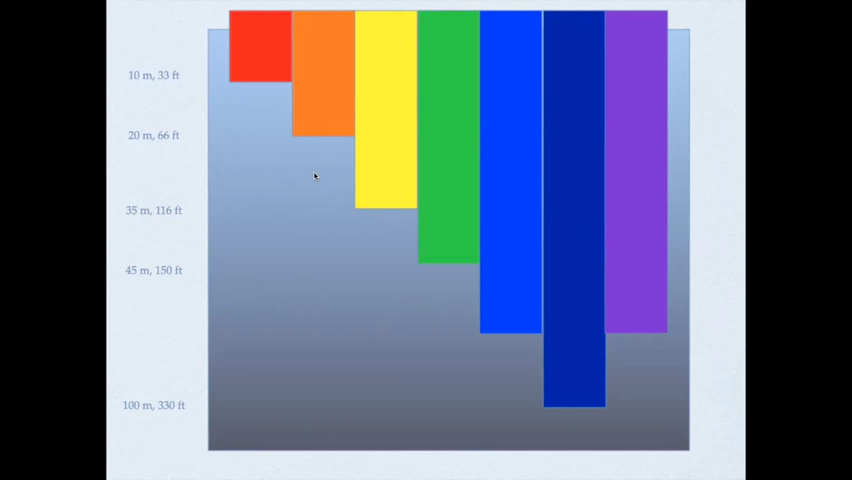 10 m, 33 ft
20 m, 66 ft
35 m, 116 ft
45 m, 150 ft
100 m, 330 ft